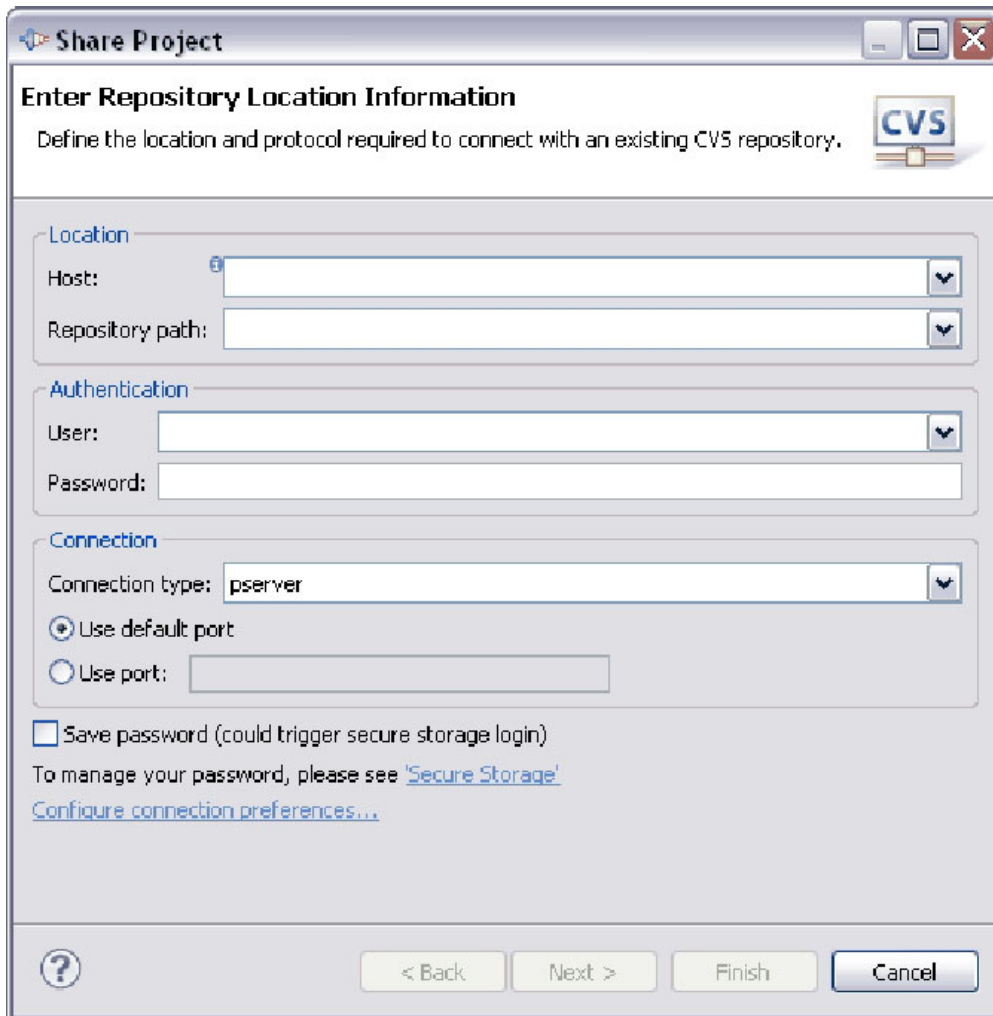 Share Project
Enter Repository Location Information
Define the location and protocol required to connect with an existing CVS repository.
CVS
Location
Host:
Repository path:
Authentication
User:
Password:
Connection
Connection type: pserver
Use default port
Use port:
Save password (could trigger secure storage login)
To manage your password, please see 'Secure Storage'
Configure connection preferences...
? < Back Next > Finish Cancel